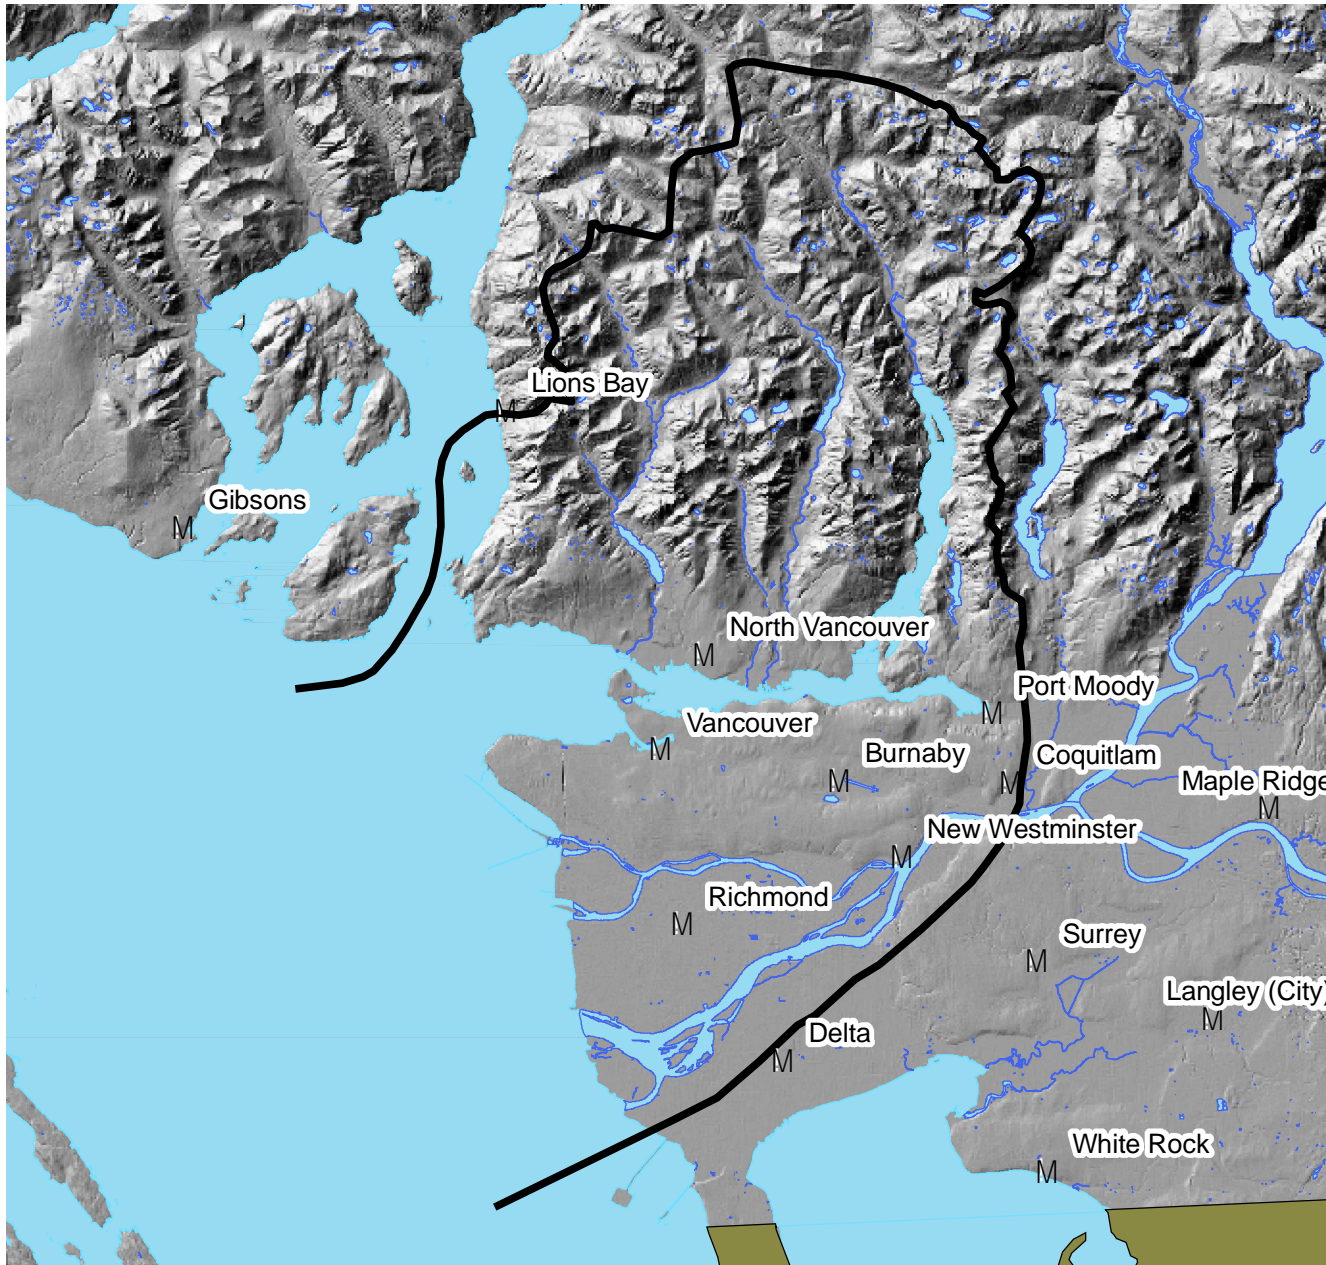 Lions Bay
M
Gibsons
M
North Vancouver
M
Port Moody
M
Vancouver
M
Burnaby
M
Coquitlam
M
Maple Ridge
M
New Westminster
M
Richmond
M
Surrey
M
Langley (City)
M
Delta
M
White Rock
M